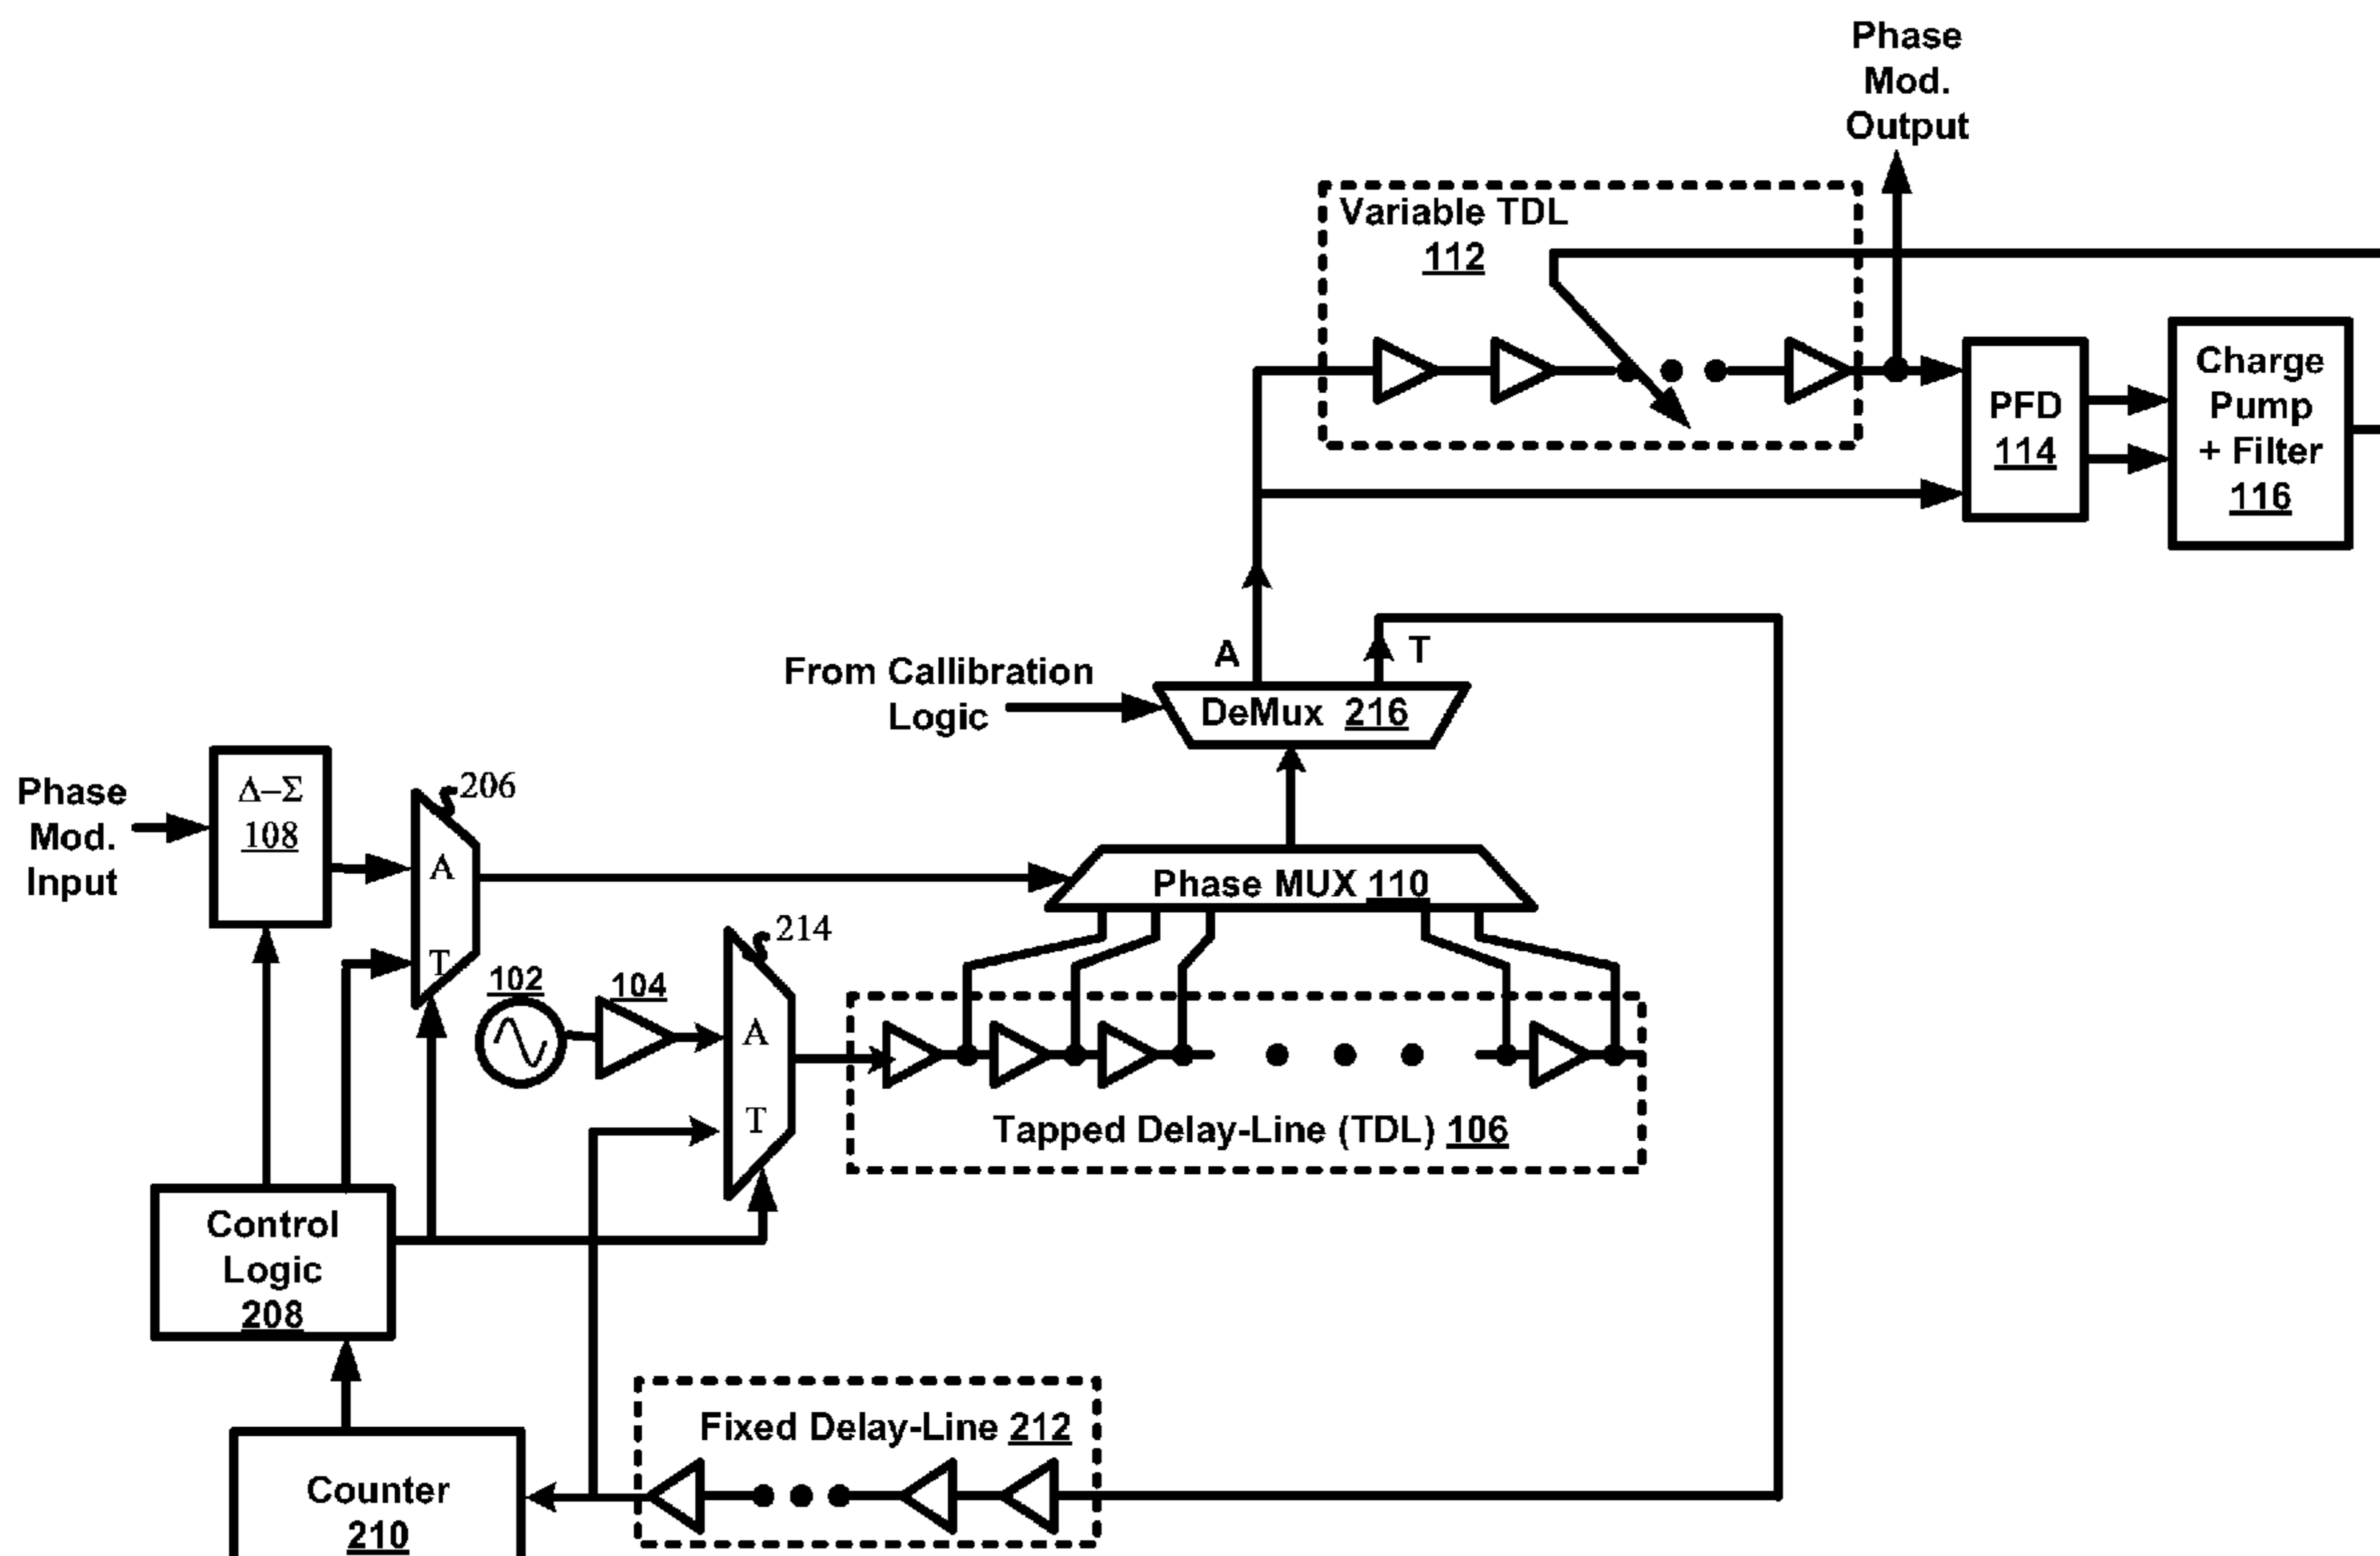 Phase
Mod.
Output
Variable TDL
112
PFD
114
Charge
Pump
+ Filter
116
A
T
From Callibration
Logic
DeMux 216
Phase
Mod.
Input
Δ–Σ
108
206
A
T
Phase MUX 110
214
102
104
A
T
Tapped Delay-Line (TDL) 106
Control
Logic
208
Fixed Delay-Line 212
Counter
210